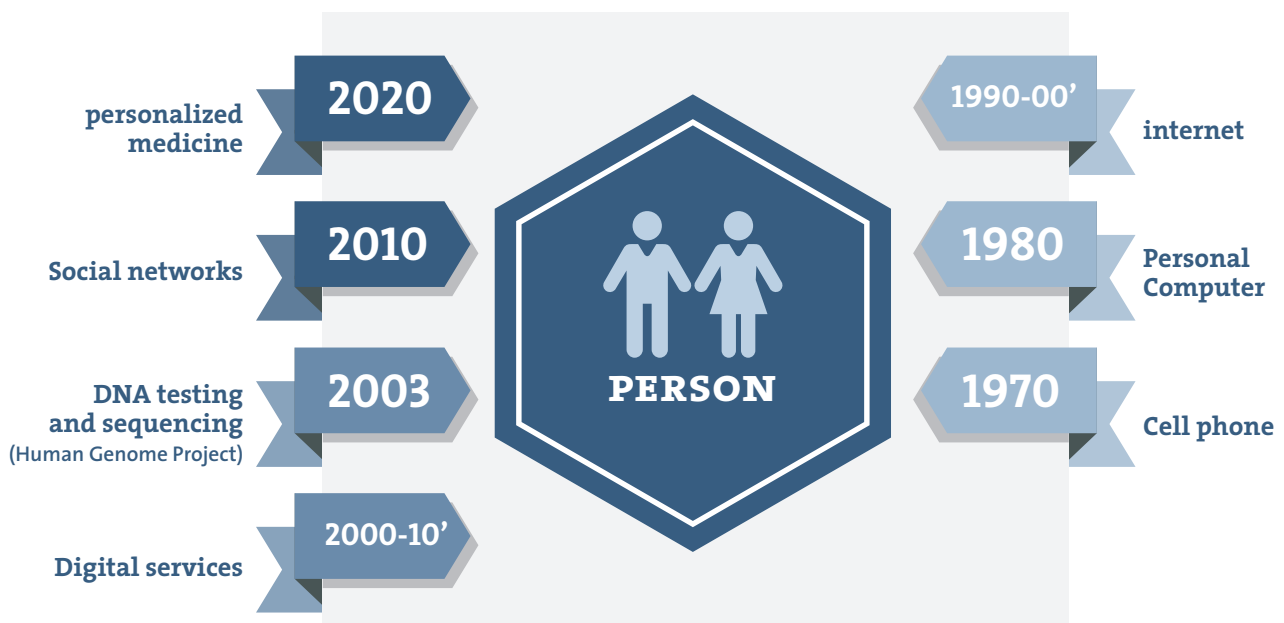 2020
personalized
medicine
2010
Social networks
2003
DNA testing
and sequencing
(Human Genome Project)
2000-10’
Digital services
PERSON
1990-00’
internet
1980
Personal
Computer
1970
Cell phone